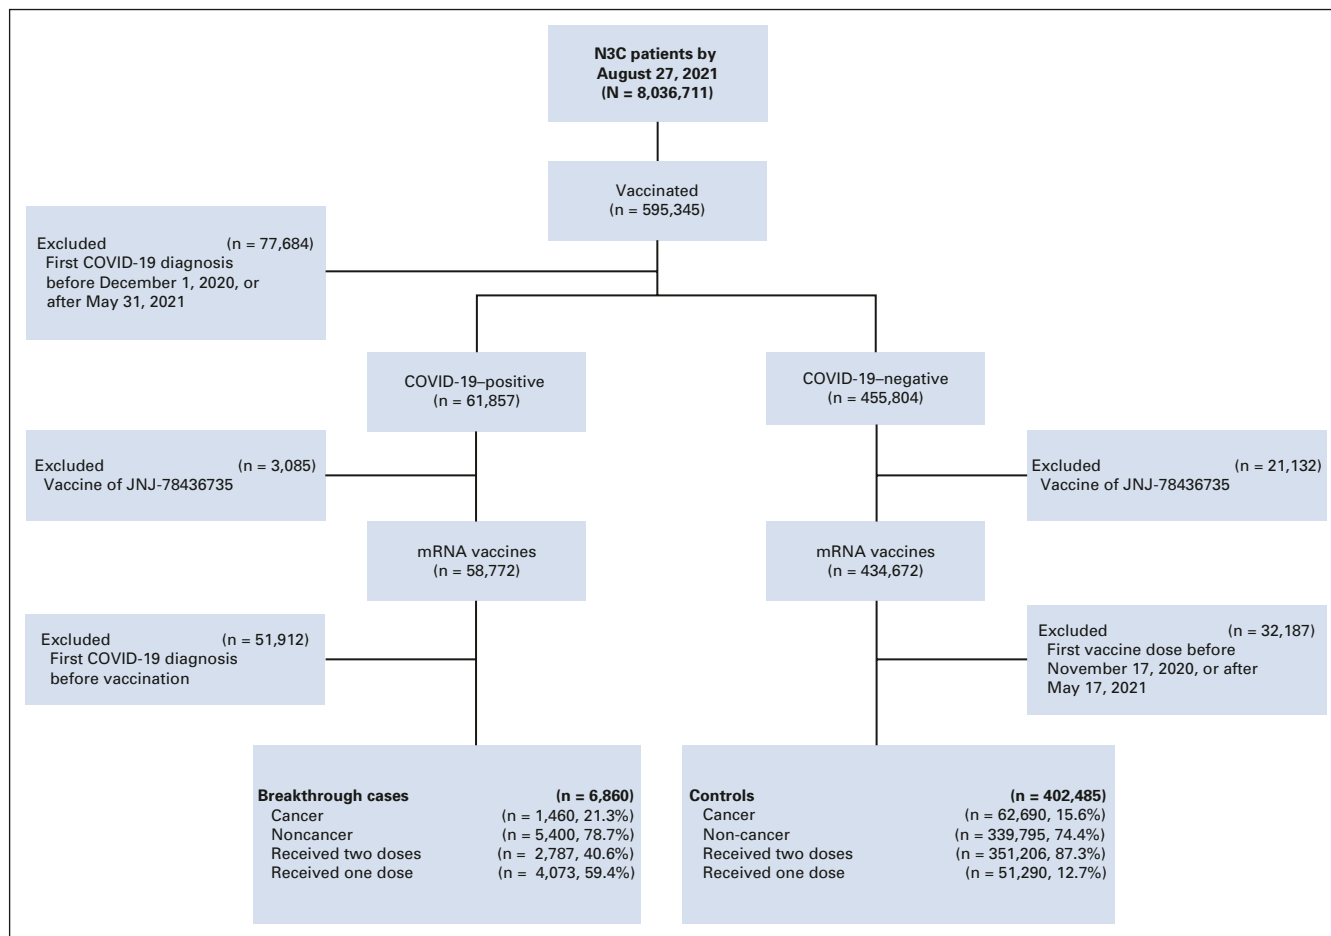 N3C patients by
August 27, 2021
(N = 8,036,711)
Vaccinated
(n = 595,345)
Excluded (n = 77,684)
First COVID-19 diagnosis
before December 1, 2020, or
after May 31, 2021
COVID-19–positive
(n = 61,857)
COVID-19–negative
(n = 455,804)
Excluded (n = 3,085)
Vaccine of JNJ-78436735
Excluded (n = 21,132)
Vaccine of JNJ-78436735
mRNA vaccines
(n = 58,772)
mRNA vaccines
(n = 434,672)
Excluded (n = 51,912)
First COVID-19 diagnosis
before vaccination
Excluded (n = 32,187)
First vaccine dose before
November 17, 2020, or after
May 17, 2021
Breakthrough cases (n = 6,860)
Cancer (n = 1,460, 21.3%)
Noncancer (n = 5,400, 78.7%)
Received two doses (n = 2,787, 40.6%)
Received one dose (n = 4,073, 59.4%)
Controls (n = 402,485)
Cancer (n = 62,690, 15.6%)
Non-cancer (n = 339,795, 74.4%)
Received two doses (n = 351,206, 87.3%)
Received one dose (n = 51,290, 12.7%)